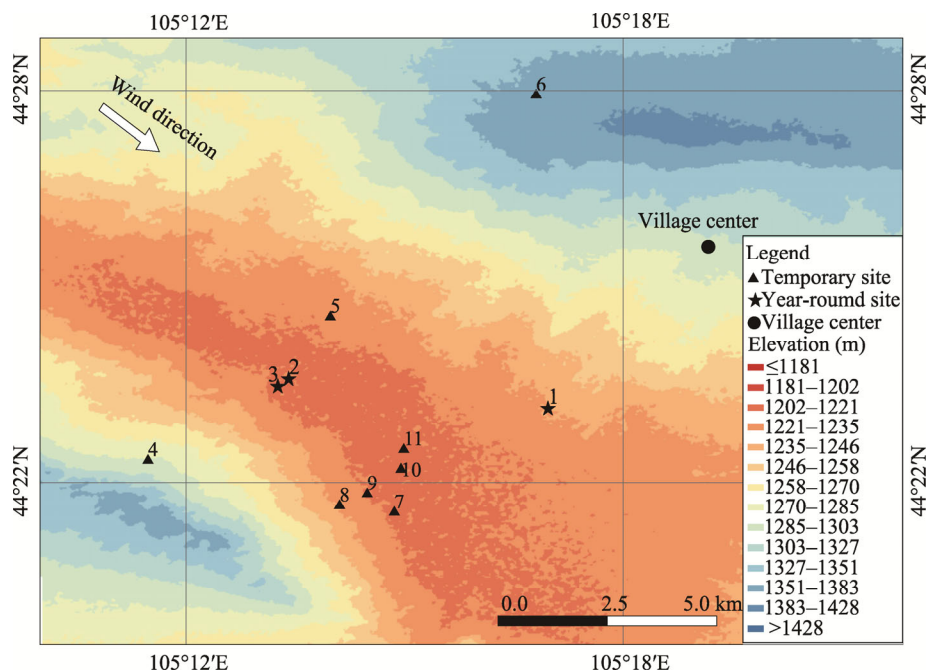 105°12′E
105°18′E
44°28′N
44°28′N
Wind direction
6
Village center
5
2
3
1
4
11
10
9
8
7
44°22′N
44°22′N
Legend
Temporary site
Year-roumd site
Village center
Elevation (m)
≤1181
1181–1202
1202–1221
1221–1235
1235–1246
1246–1258
1258–1270
1270–1285
1285–1303
1303–1327
1327–1351
1351–1383
1383–1428
>1428
0.0 2.5 5.0 km
105°12′E
105°18′E